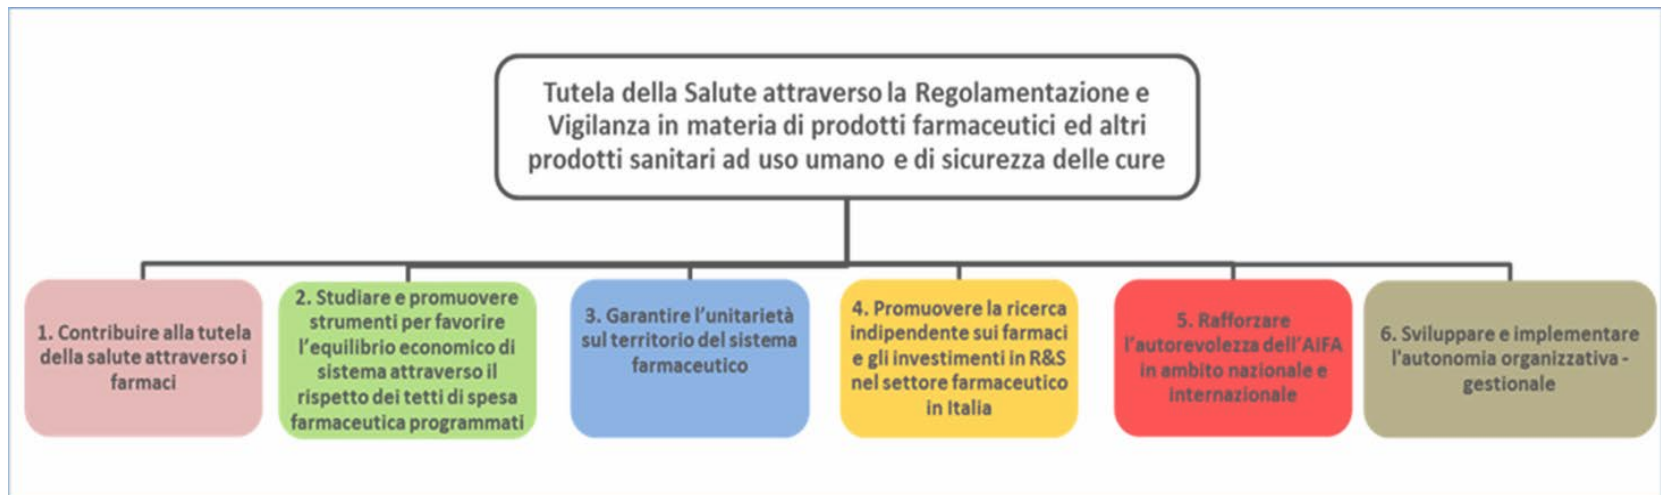 Tutela della Salute attraverso la Regolamentazione e
Vigilanza in materia di prodotti farmaceutici ed altri
prodotti sanitari ad uso umano e di sicurezza delle cure
1. Contribuire alla tutela
della salute attraverso i
farmaci
2. Studiare e promuovere
strumenti per favorire
l'equilibrio economico di
sistema attraverso il
rispetto dei tetti di spesa
farmaceutica programmati
3. Garantire l'unitarietà
sul territorio del sistema
farmaceutico
4. Promuovere la ricerca
indipendente sui farmaci
e gli investimenti in R&S
nel settore farmaceutico
in Italia
5. Rafforzare
l'autorevolezza dell'AIFA
in ambito nazionale e
internazionale
6. Sviluppare e implementare
l'autonomia organizzativa -
gestionale